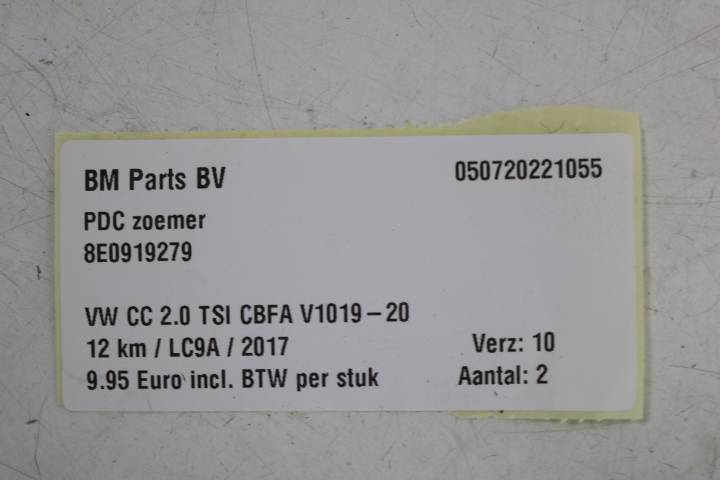 BM Parts BV 050720221055
PDC zoemer
8E0919279
VW CC 2.0 TSI CBFA V1019-20
12 km / LC9A / 2017 Verz: 10
9.95 Euro incl. BTW per stuk Aantal: 2